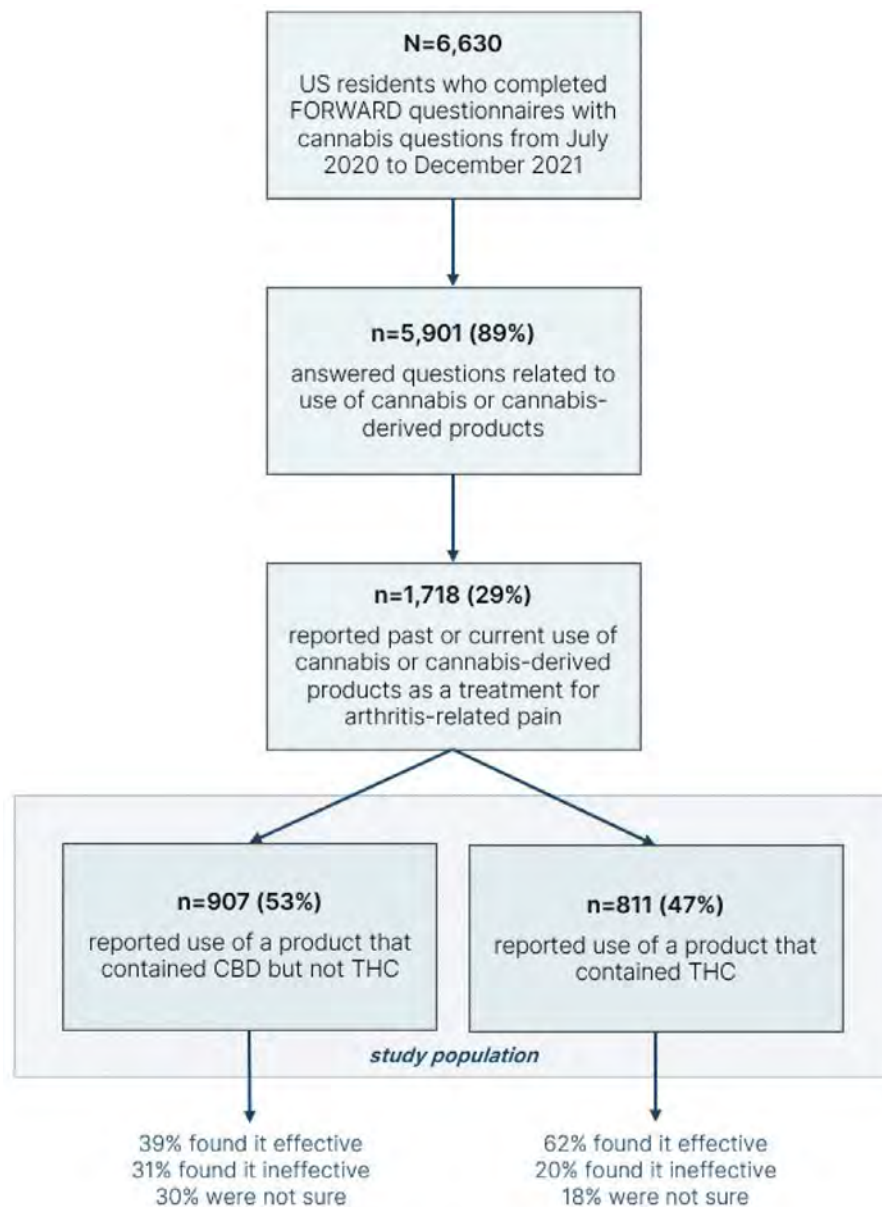 N=6,630
US residents who completed
FORWARD questionnaires with
cannabis questions from July
2020 to December 2021
n=5,901 (89%)
answered questions related to
use of cannabis or cannabis-
derived products
n=1,718 (29%)
reported past or current use of
cannabis or cannabis-derived
products as a treatment for
arthritis-related pain
n=907 (53%)
reported use of a product that
contained CBD but not THC
n=811 (47%)
reported use of a product that
contained THC
study population
39% found it effective
31% found it ineffective
30% were not sure
62% found it effective
20% found it ineffective
18% were not sure